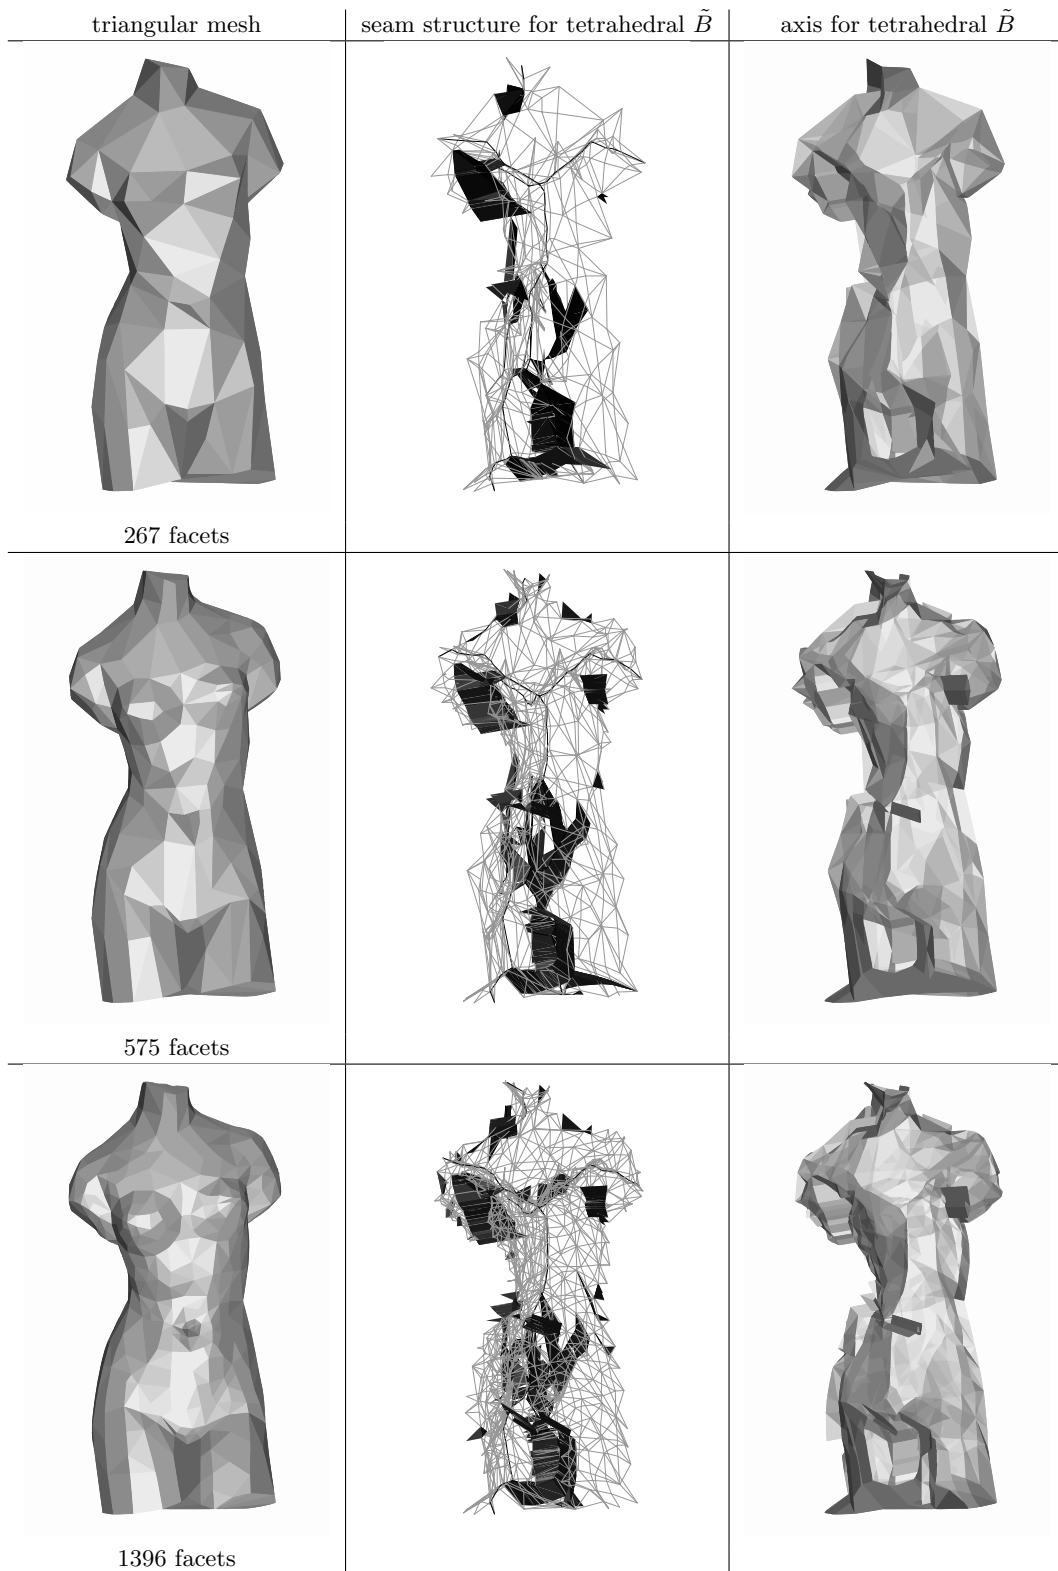 triangular mesh
seam structure for tetrahedral B̃
axis for tetrahedral B̃
267 facets
575 facets
1396 facets